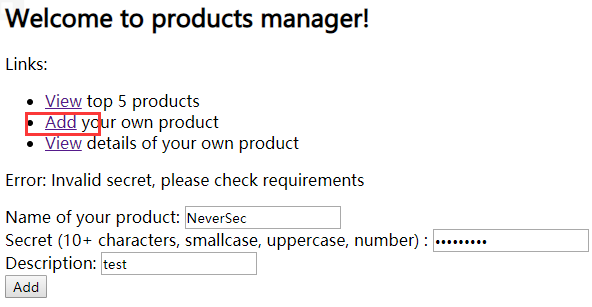 Welcome to products manager!
Links:
View top 5 products
Add your own product
View details of your own product
Error: Invalid secret, please check requirements
Name of your product: NeverSec
Secret (10+ characters, smallcase, uppercase, number) : •••••••••
Description: test
Add